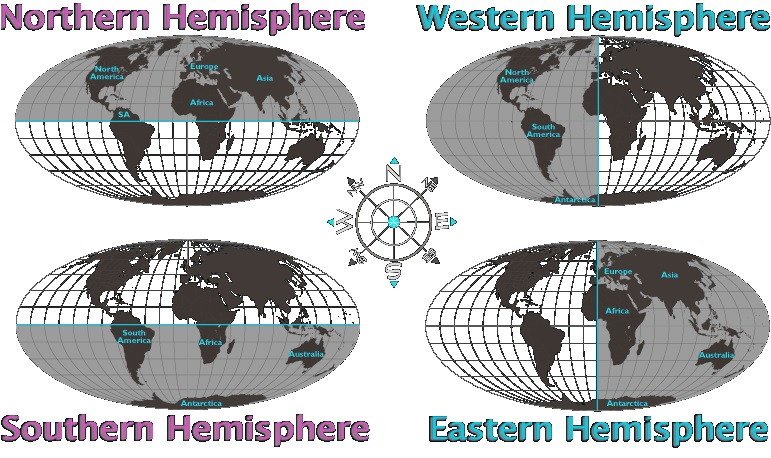 Northern Hemisphere
North
America
Europe
Asia
Africa
SA
Western Hemisphere
North
America
South
America
Antarctica
N
W
E
S
South
America
Africa
Australia
Antarctica
Southern Hemisphere
Europe
Asia
Africa
Australia
Antarctica
Eastern Hemisphere